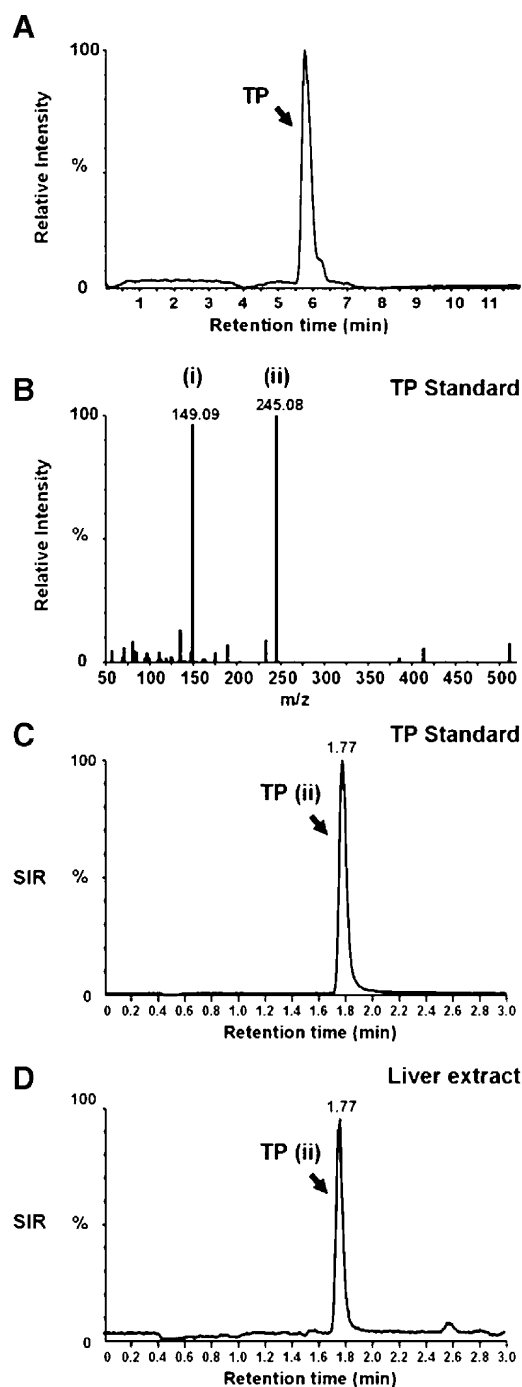 A
100
TP
Relative Intensity
%
0
1 2 3 4 5 6 7 8 9 10 11
Retention time (min)
B
(i) (ii)
TP Standard
100
149.09
245.08
Relative Intensity
%
0
50 100 150 200 250 300 350 400 450 500
m/z
C
TP Standard
100
1.77
TP (ii)
SIR %
0
0 0.2 0.4 0.6 0.8 1.0 1.2 1.4 1.6 1.8 2.0 2.2 2.4 2.6 2.8 3.0
Retention time (min)
D
Liver extract
100
1.77
TP (ii)
SIR %
0
0.0 0.2 0.4 0.6 0.8 1.0 1.2 1.4 1.6 1.8 2.0 2.2 2.4 2.6 2.8 3.0
Retention time (min)